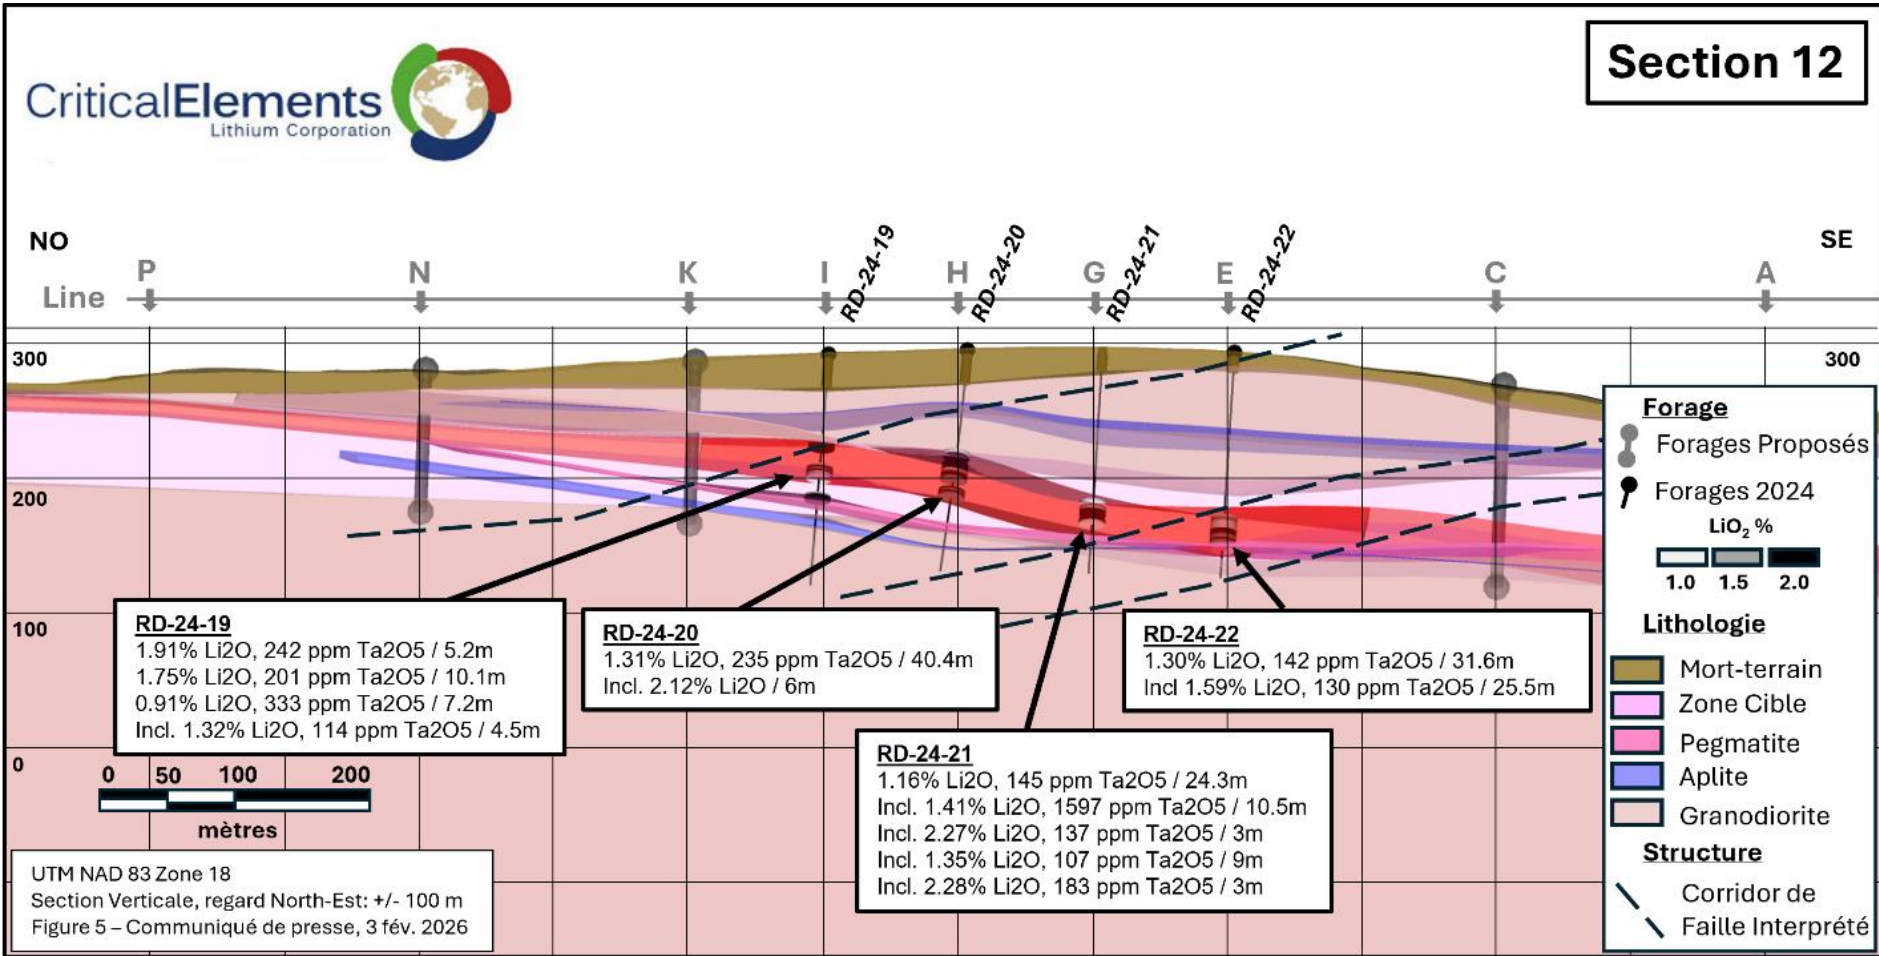 CriticalElements
Lithium Corporation
Section 12
NO
SE
Line
P
N
K
I
RD-24-19
H
RD-24-20
G
RD-24-21
E
RD-24-22
C
A
300
300
200
100
0
RD-24-19
1.91% Li2O, 242 ppm Ta2O5 / 5.2m
1.75% Li2O, 201 ppm Ta2O5 / 10.1m
0.91% Li2O, 333 ppm Ta2O5 / 7.2m
Incl. 1.32% Li2O, 114 ppm Ta2O5 / 4.5m
RD-24-20
1.31% Li2O, 235 ppm Ta2O5 / 40.4m
Incl. 2.12% Li2O / 6m
RD-24-22
1.30% Li2O, 142 ppm Ta2O5 / 31.6m
Incl 1.59% Li2O, 130 ppm Ta2O5 / 25.5m
RD-24-21
1.16% Li2O, 145 ppm Ta2O5 / 24.3m
Incl. 1.41% Li2O, 1597 ppm Ta2O5 / 10.5m
Incl. 2.27% Li2O, 137 ppm Ta2O5 / 3m
Incl. 1.35% Li2O, 107 ppm Ta2O5 / 9m
Incl. 2.28% Li2O, 183 ppm Ta2O5 / 3m
0 50 100 200
mètres
UTM NAD 83 Zone 18
Section Verticale, regard North-Est: +/- 100 m
Figure 5 – Communiqué de presse, 3 fév. 2026
Forage
Forages Proposés
Forages 2024
LiO₂ %
1.0 1.5 2.0
Lithologie
Mort-terrain
Zone Cible
Pegmatite
Aplite
Granodiorite
Structure
Corridor de
Faille Interprété